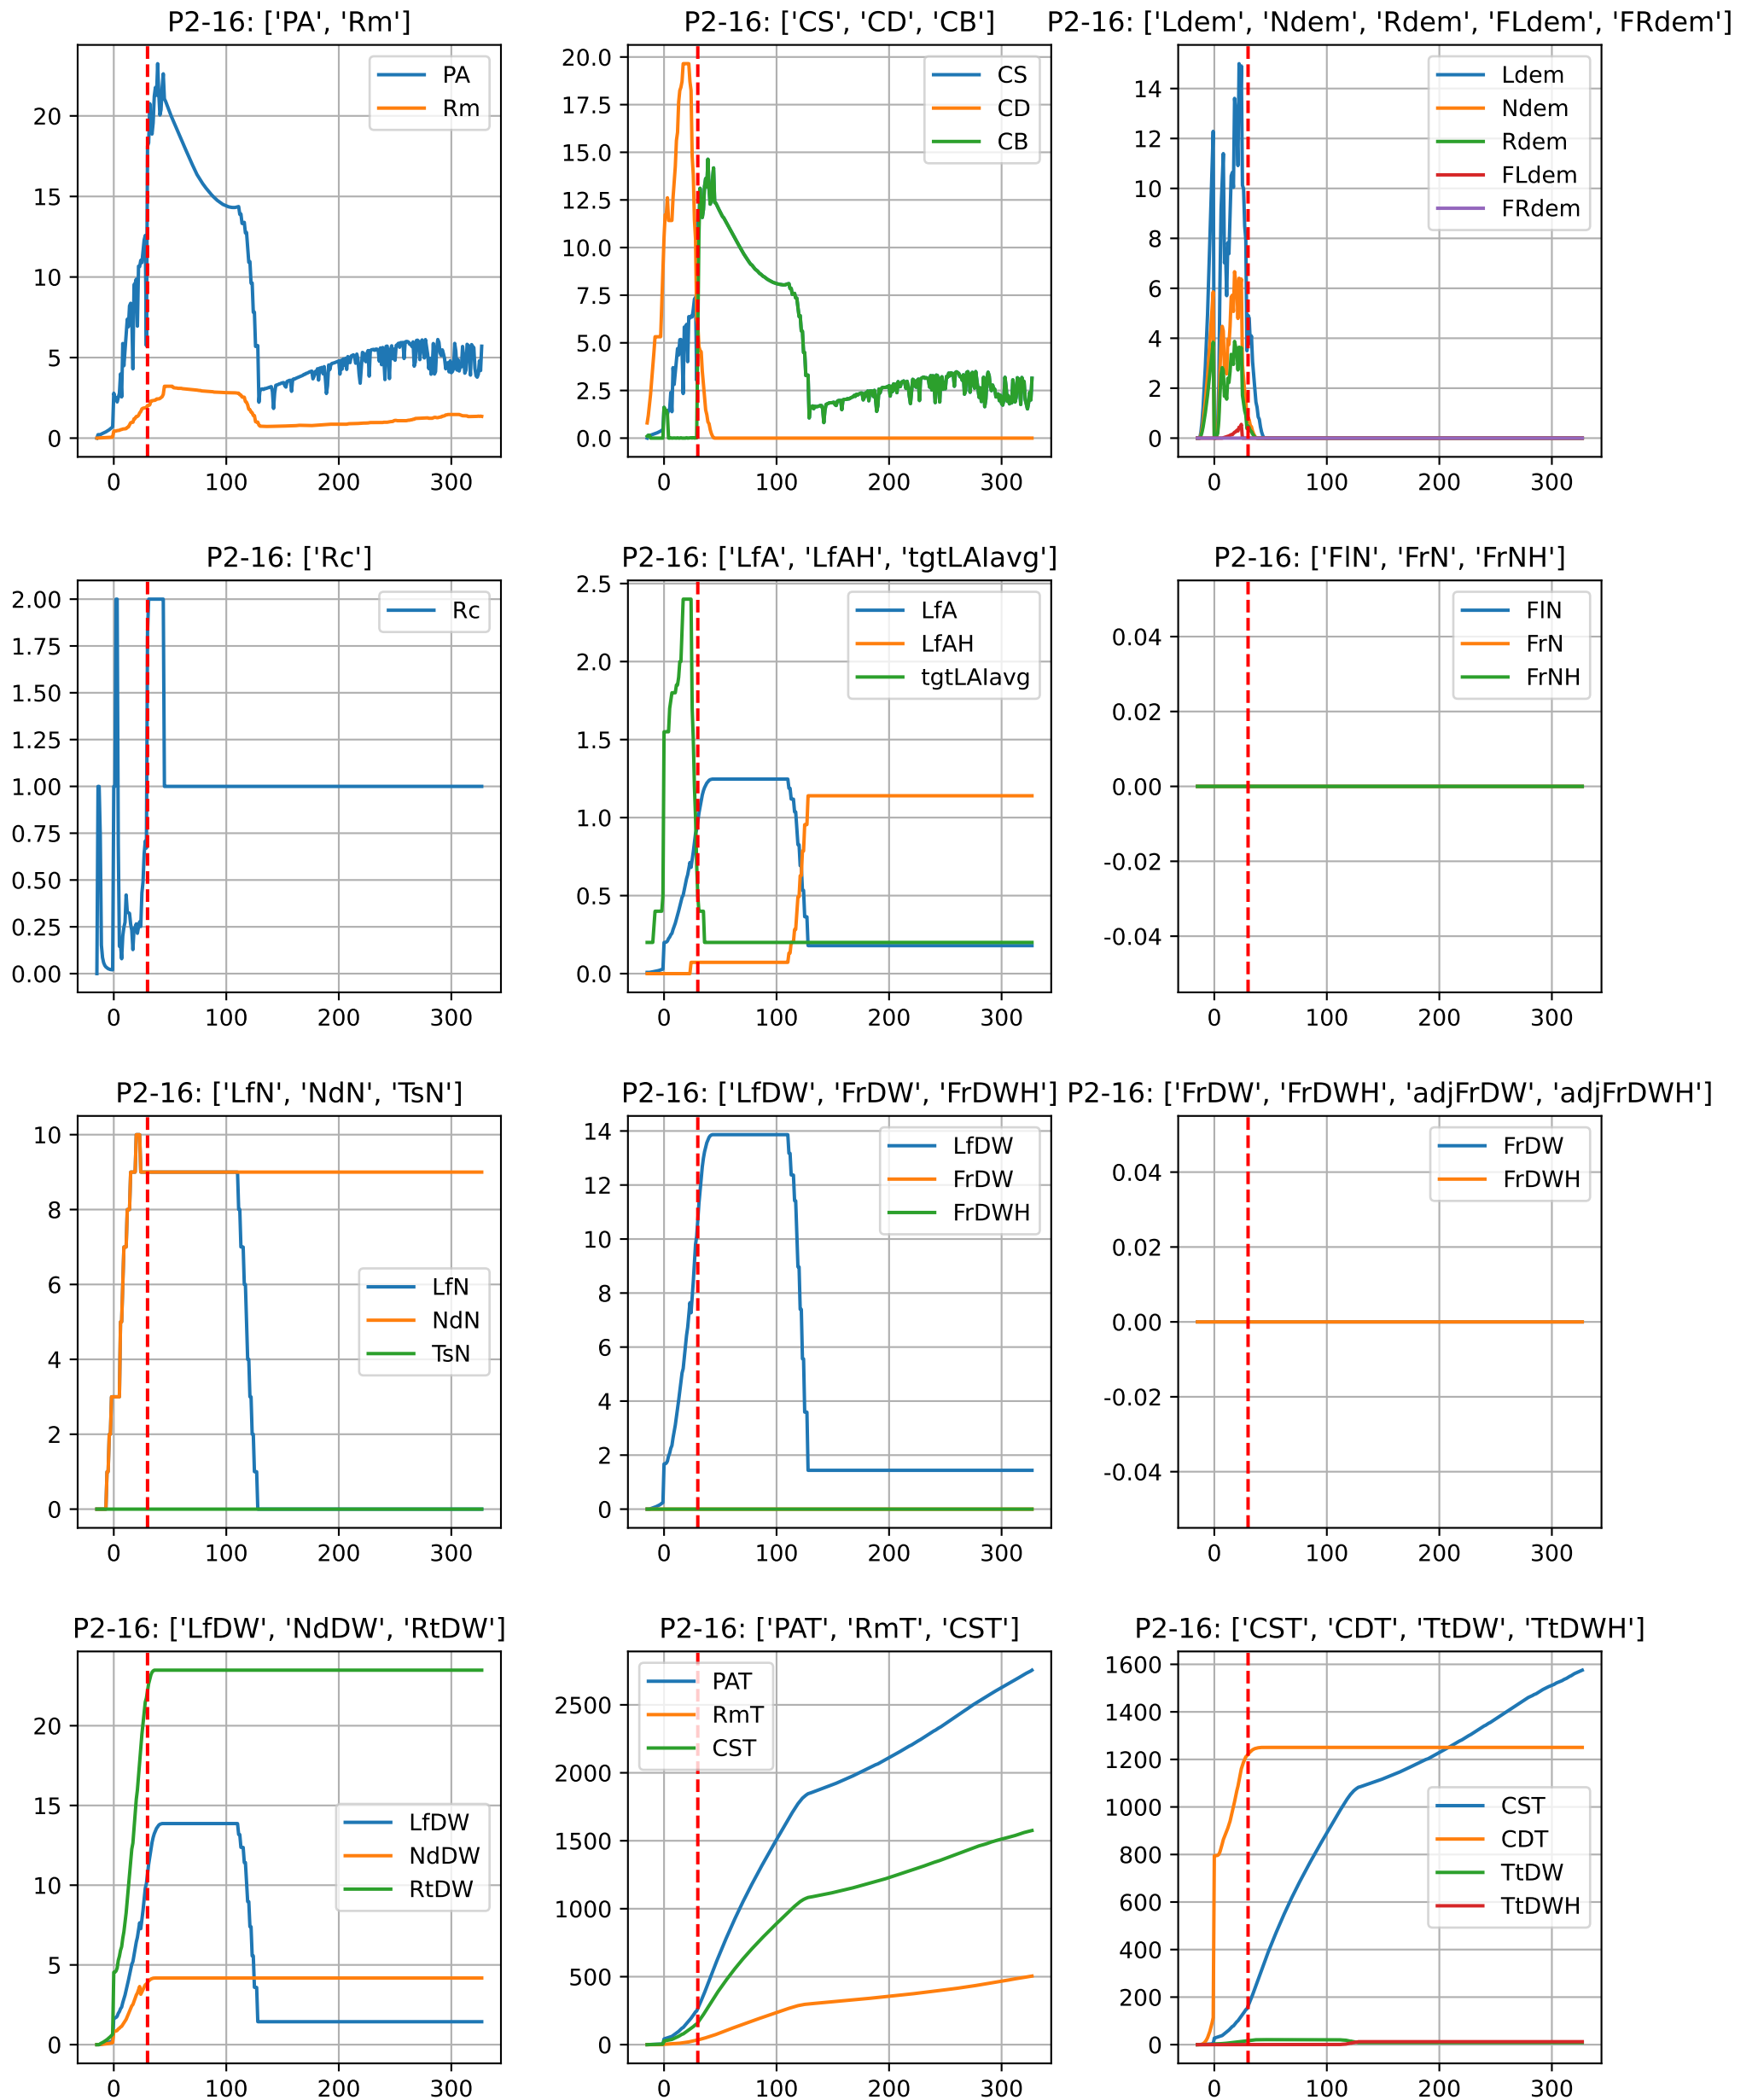 P2-16: ['PA', 'Rm']
20
15
10
5
0
0 100 200 300
PA
Rm
P2-16: ['CS', 'CD', 'CB']
20.0
17.5
15.0
12.5
10.0
7.5
5.0
2.5
0.0
0 100 200 300
CS
CD
CB
P2-16: ['Ldem', 'Ndem', 'Rdem', 'FLdem', 'FRdem']
14
12
10
8
6
4
2
0
0 100 200 300
Ldem
Ndem
Rdem
FLdem
FRdem
P2-16: ['Rc']
2.00
1.75
1.50
1.25
1.00
0.75
0.50
0.25
0.00
0 100 200 300
Rc
P2-16: ['LfA', 'LfAH', 'tgtLAIavg']
2.5
2.0
1.5
1.0
0.5
0.0
0 100 200 300
LfA
LfAH
tgtLAIavg
P2-16: ['FlN', 'FrN', 'FrNH']
0.04
0.02
0.00
-0.02
-0.04
0 100 200 300
FlN
FrN
FrNH
P2-16: ['LfN', 'NdN', 'TsN']
10
8
6
4
2
0
0 100 200 300
LfN
NdN
TsN
P2-16: ['LfDW', 'FrDW', 'FrDWH']
14
12
10
8
6
4
2
0
0 100 200 300
LfDW
FrDW
FrDWH
P2-16: ['FrDW', 'FrDWH', 'adjFrDW', 'adjFrDWH']
0.04
0.02
0.00
-0.02
-0.04
0 100 200 300
FrDW
FrDWH
P2-16: ['LfDW', 'NdDW', 'RtDW']
20
15
10
5
0
0 100 200 300
LfDW
NdDW
RtDW
P2-16: ['PAT', 'RmT', 'CST']
2500
2000
1500
1000
500
0
0 100 200 300
PAT
RmT
CST
P2-16: ['CST', 'CDT', 'TtDW', 'TtDWH']
1600
1400
1200
1000
800
600
400
200
0
0 100 200 300
CST
CDT
TtDW
TtDWH